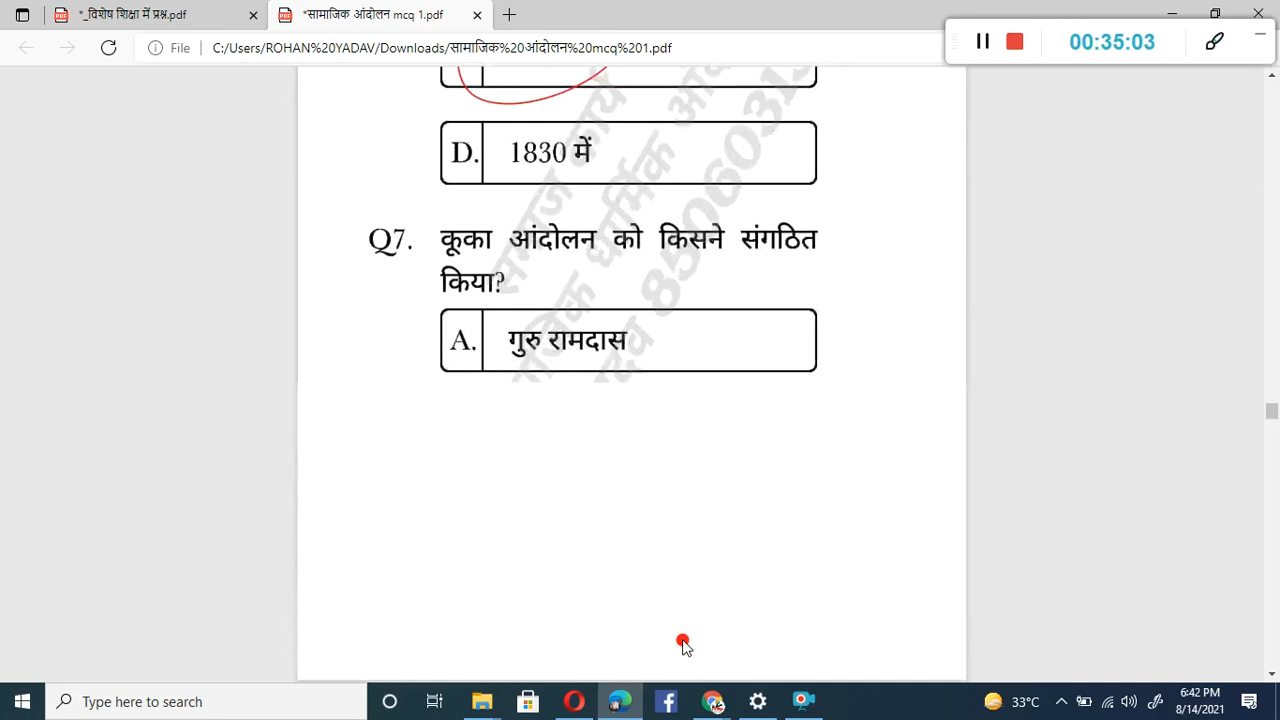 * विशेष शिक्षा में प्रश्न.pdf
*सामाजिक आंदोलन mcq 1.pdf
File
C:/Users/ROHAN%20YADAV/Downloads/सामाजिक%20आंदोलन%20mcq%201.pdf
00:35:03
D. 1830 में
Q7. कूका आंदोलन को किसने संगठित
किया?
A. गुरु रामदास
समाज कार्य
धार्मिक
Type here to search
33°C
6:42 PM
8/14/2021